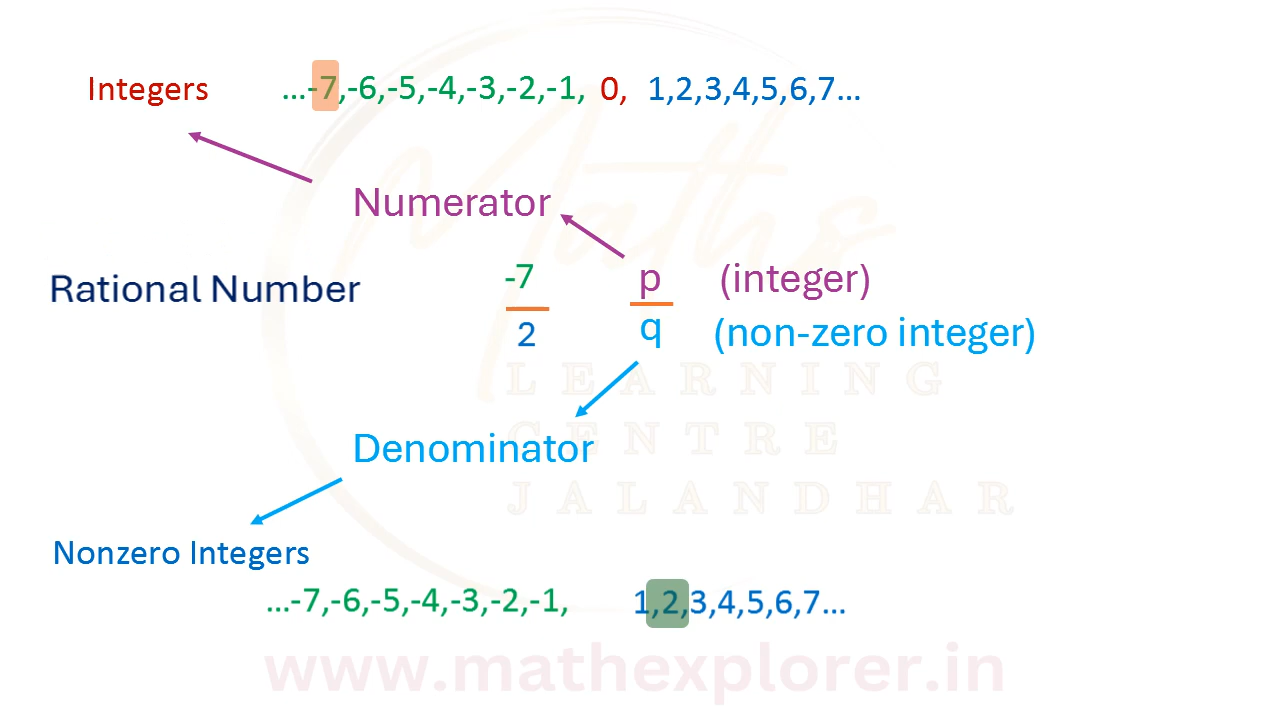 Integers ...-7,-6,-5,-4,-3,-2,-1, 0, 1,2,3,4,5,6,7...
Numerator
Rational Number -7 p (integer)
2 q (non-zero integer)
Maths
LEARNING
Denominator
CENTRE
JALANDHAR
Nonzero Integers
...-7,-6,-5,-4,-3,-2,-1, 1,2,3,4,5,6,7...
www.mathexplorer.in